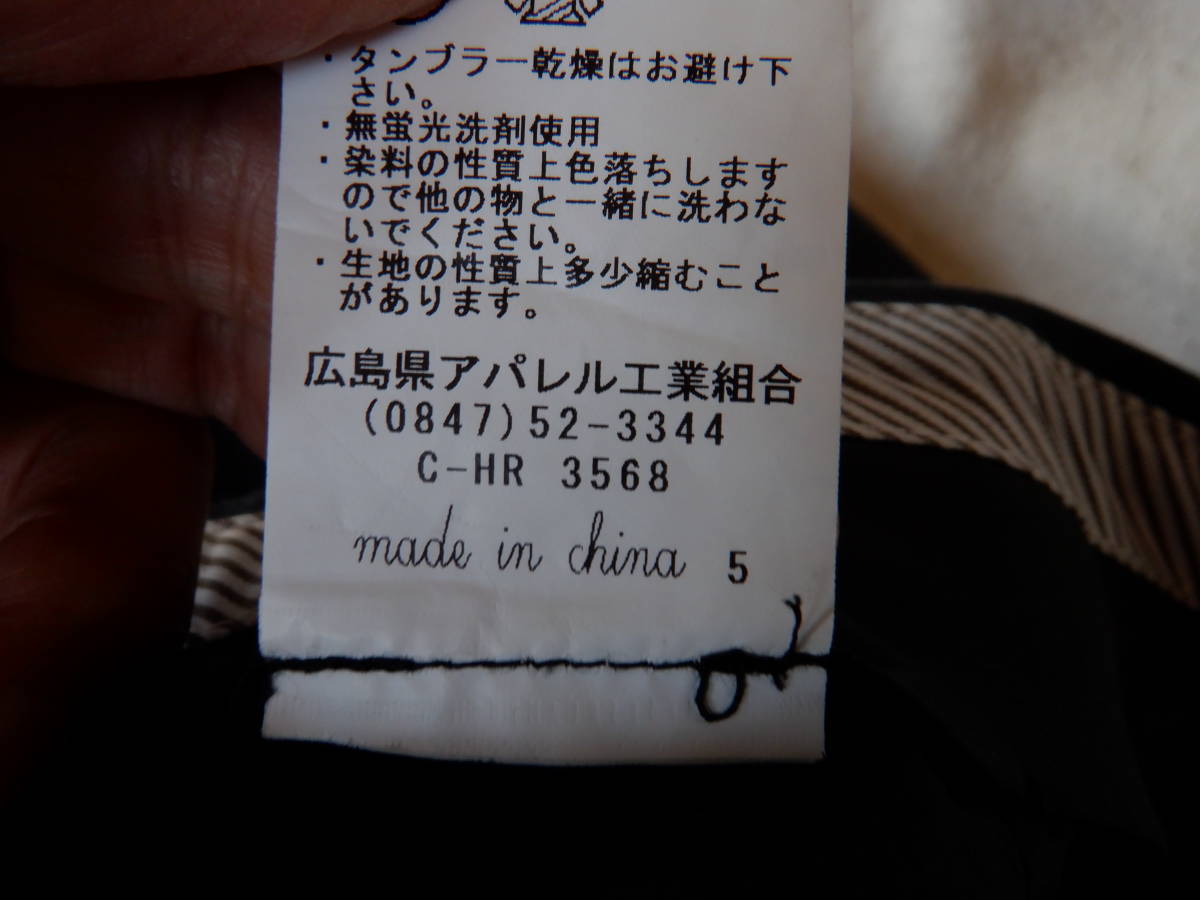 ・タンブラー乾燥はお避け下
さい。
・無蛍光洗剤使用
・染料の性質上色落ちします
ので他の物と一緒に洗わな
いでください。
・生地の性質上多少縮むこと
があります。
広島県アパレル工業組合
(0847)52-3344
C-HR 3568
made in china 5